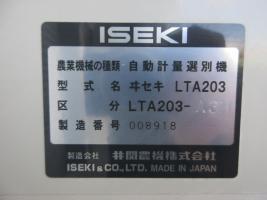 ISEKI
農業機械の種類 自動計量選別機
型式名 ヰセキ LTA203
区分 LTA203-
製造番号 008918
製造会社 井関農機株式会社
ISEKI & CO., LTD. MADE IN JAPAN